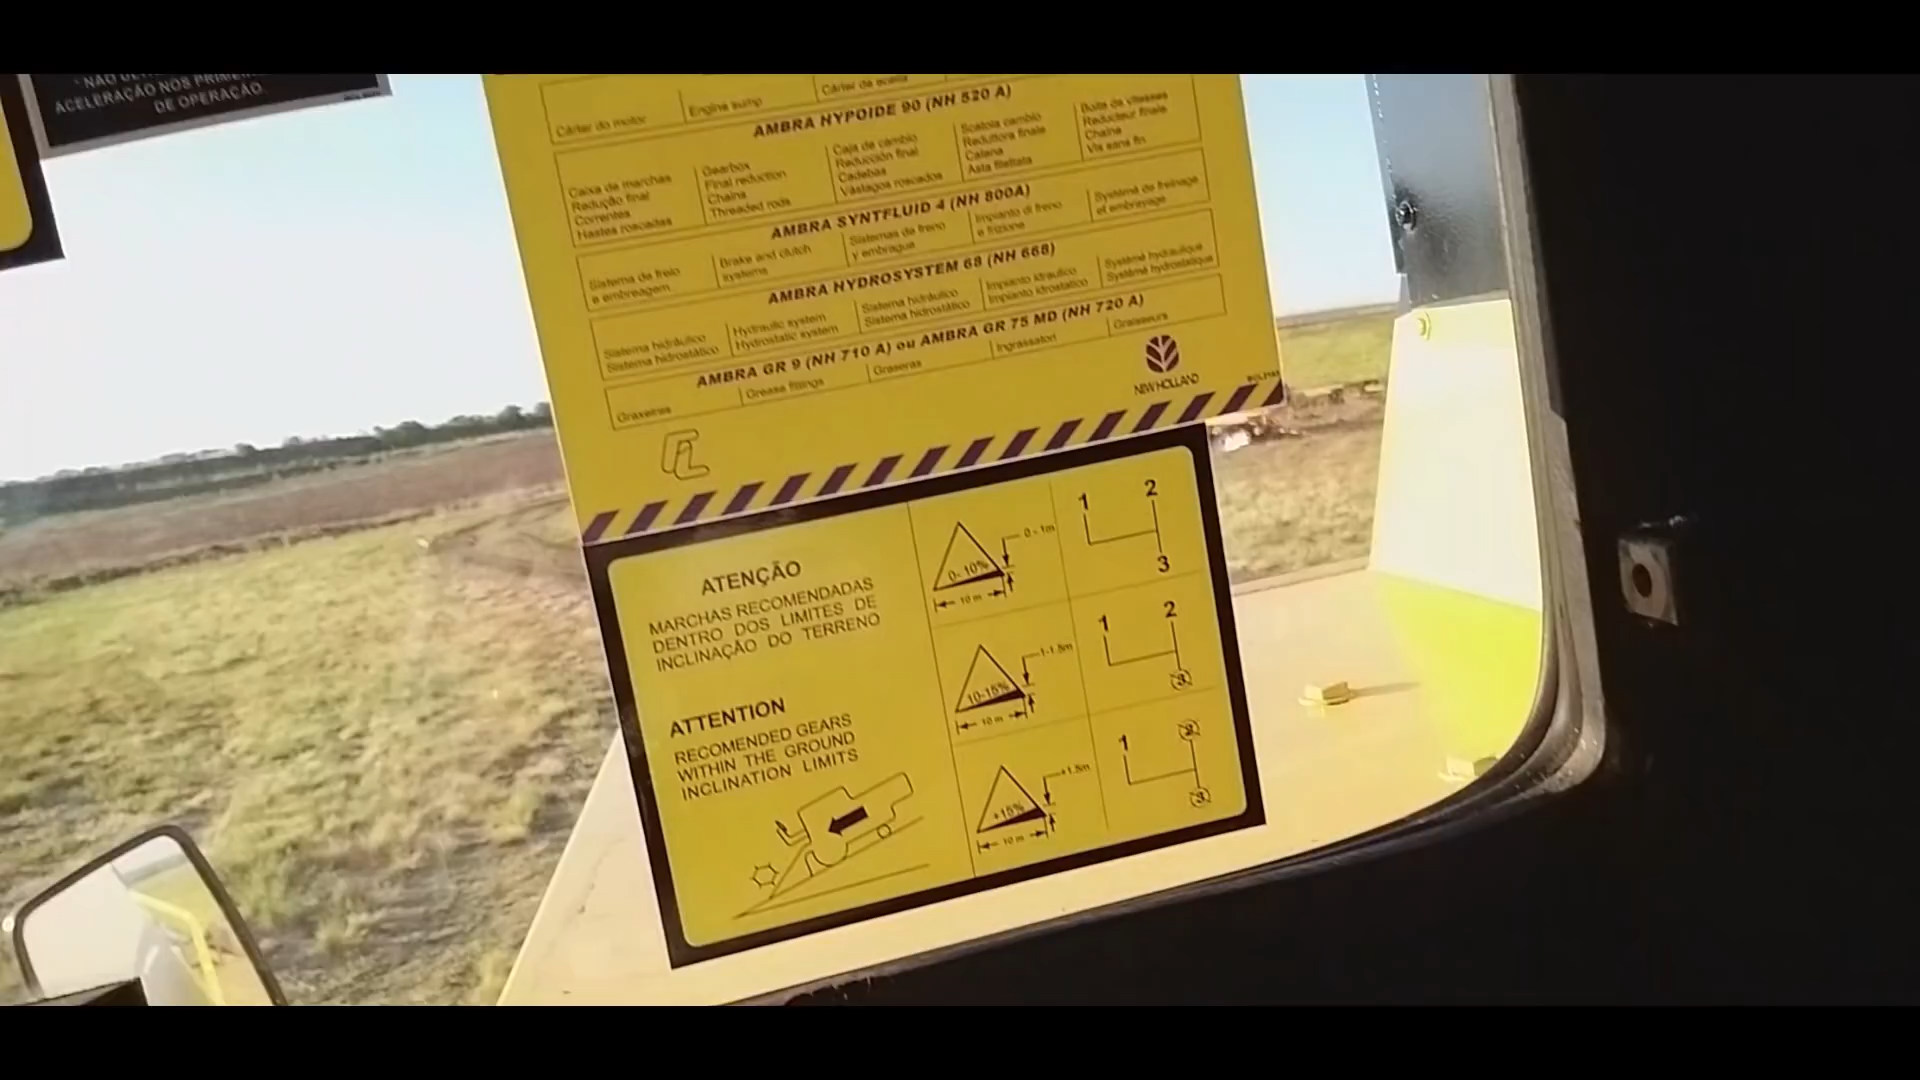 ACELERAÇÃO NOS PRIMEI
DE OPERAÇÃO.
Cárter do motor
Engine sump
AMBRA HYPOIDE 90 (NH 520 A)
Caixa de marchas
Redução final
Correntes
Hastes roscadas
Gearbox
Final reduction
Chains
Threaded rods
Caja de cambio
Reducción final
Cadebas
Vástagos roscados
Scatola cambio
Reduttore finale
Catena
Asta filettata
Boîte de vitesses
Reducteur finale
Chaîne
Vis sans fin
AMBRA SYNTFLUID 4 (NH 800A)
Sistema de freio
e embreagem
Brake and clutch
systems
Sistemas de freno
y embrague
Impianto di freno
e frizione
Système de freinage
et embrayage
AMBRA HYDROSYSTEM 68 (NH 668)
Sistema hidráulico
Sistema hidrostático
Hydraulic system
Hydrostatic system
Sistema hidráulico
Sistema hidrostático
Impianto idraulico
Impianto idrostatico
Système hydraulique
Système hydrostatique
AMBRA GR 9 (NH 710 A) ou AMBRA GR 75 MD (NH 720 A)
Graxeiras
Grease fittings
Graseras
Ingrassatori
Graisseurs
NEW HOLLAND
ATENÇÃO
MARCHAS RECOMENDADAS
DENTRO DOS LIMITES DE
INCLINAÇÃO DO TERRENO
ATTENTION
RECOMENDED GEARS
WITHIN THE GROUND
INCLINATION LIMITS
0-10%
0 - 1m
10 m
1 2
3
10-15%
1-1.5m
10 m
1 2
3
+15%
+1.5m
10 m
1 2
3